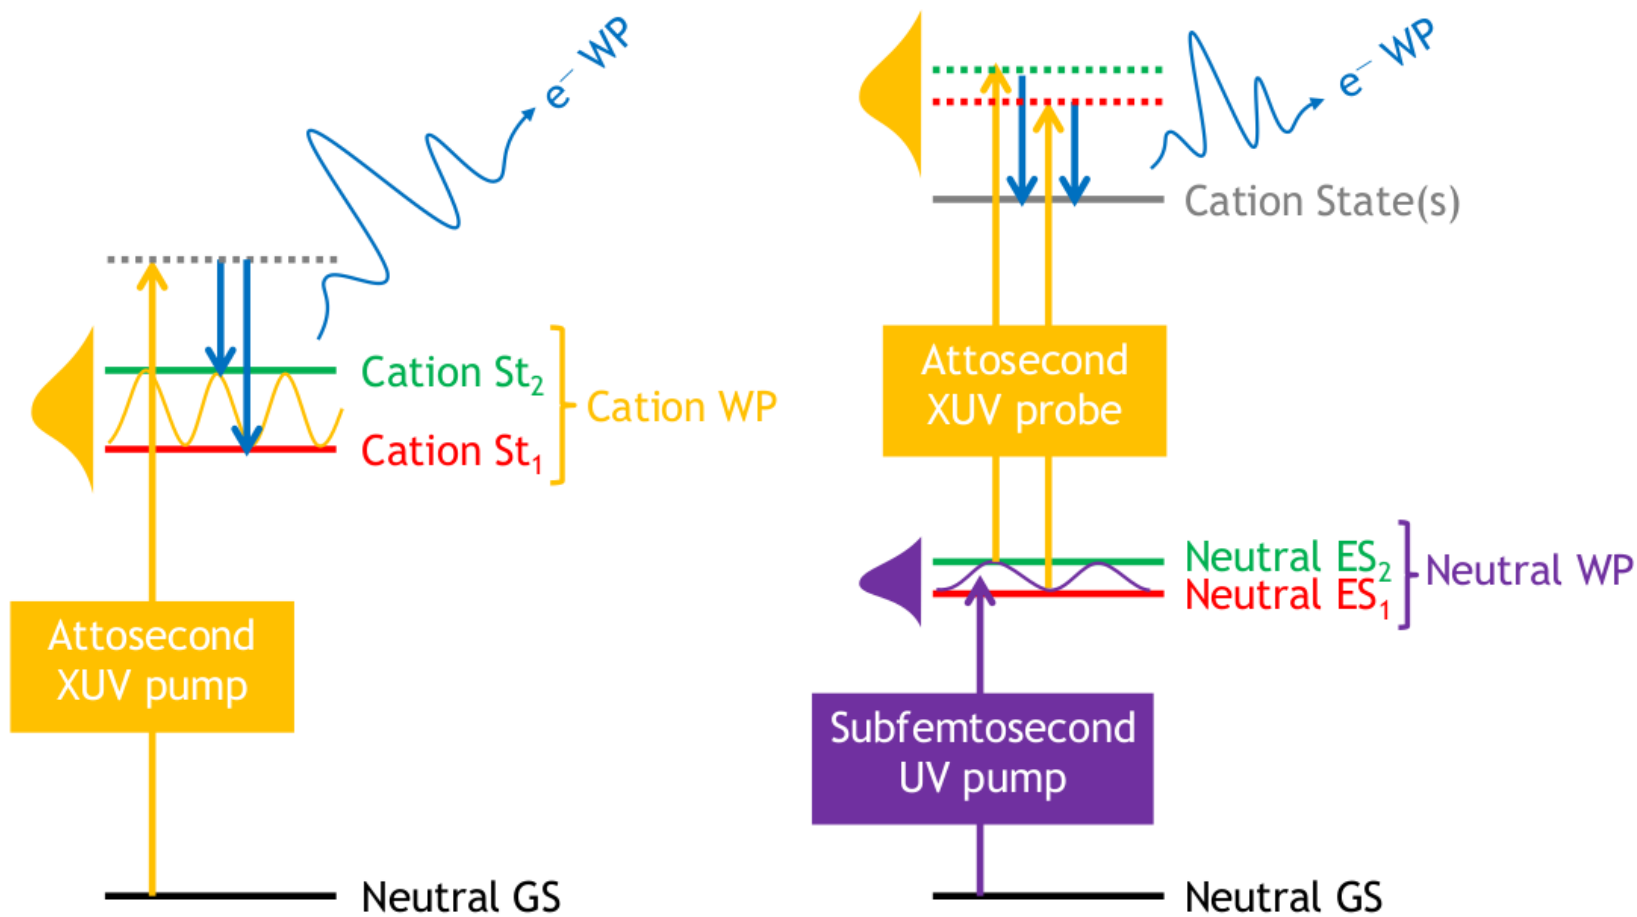 e⁻ WP
Cation St₂
Cation WP
Cation St₁
Attosecond
XUV pump
Neutral GS
e⁻ WP
Cation State(s)
Attosecond
XUV probe
Neutral ES₂
Neutral WP
Neutral ES₁
Subfemtosecond
UV pump
Neutral GS